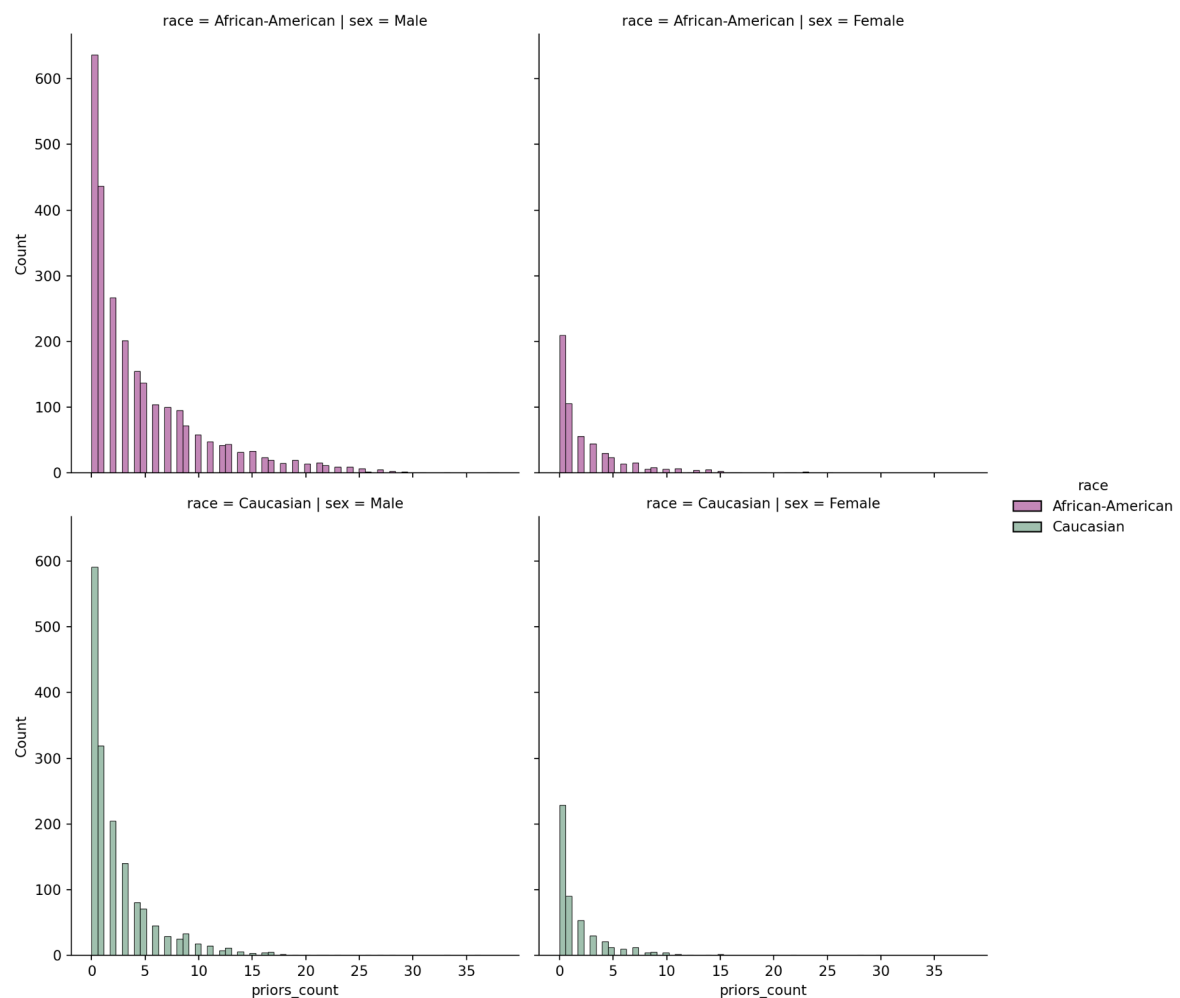 race = African-American | sex = Male
race = African-American | sex = Female
600
500
400
300
200
100
0
Count
race = Caucasian | sex = Male
race = Caucasian | sex = Female
race
African-American
Caucasian
600
500
400
300
200
100
0
Count
0 5 10 15 20 25 30 35
0 5 10 15 20 25 30 35
priors_count
priors_count